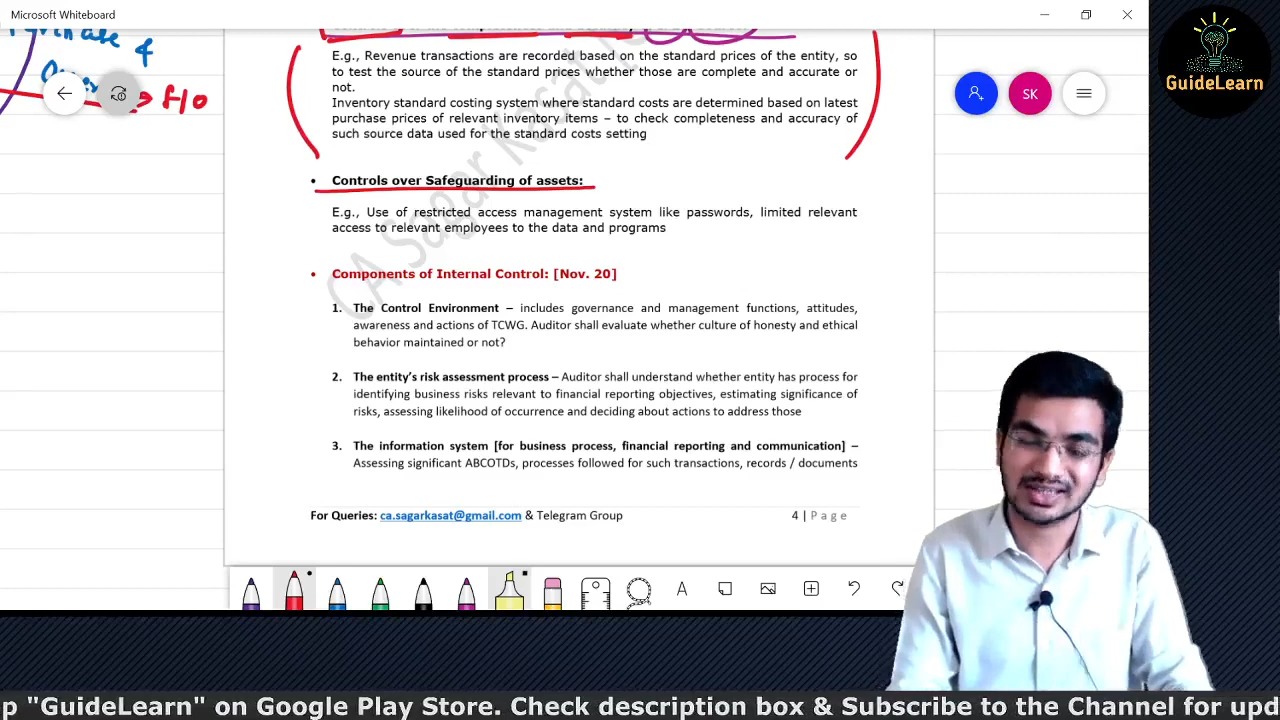 Microsoft Whiteboard
GuideLearn
SK
f/o
E.g., Revenue transactions are recorded based on the standard prices of the entity, so
to test the source of the standard prices whether those are complete and accurate or
not.
Inventory standard costing system where standard costs are determined based on latest
purchase prices of relevant inventory items – to check completeness and accuracy of
such source data used for the standard costs setting
• Controls over Safeguarding of assets:
E.g., Use of restricted access management system like passwords, limited relevant
access to relevant employees to the data and programs
• Components of Internal Control: [Nov. 20]
1. The Control Environment – includes governance and management functions, attitudes,
awareness and actions of TCWG. Auditor shall evaluate whether culture of honesty and ethical
behavior maintained or not?
2. The entity's risk assessment process – Auditor shall understand whether entity has process for
identifying business risks relevant to financial reporting objectives, estimating significance of
risks, assessing likelihood of occurrence and deciding about actions to address those
3. The information system [for business process, financial reporting and communication] –
Assessing significant ABCOTDs, processes followed for such transactions, records / documents
For Queries: ca.sagarkasat@gmail.com & Telegram Group 4 | Page
CA Sagar Kasat
p "GuideLearn" on Google Play Store. Check description box & Subscribe to the Channel for upd